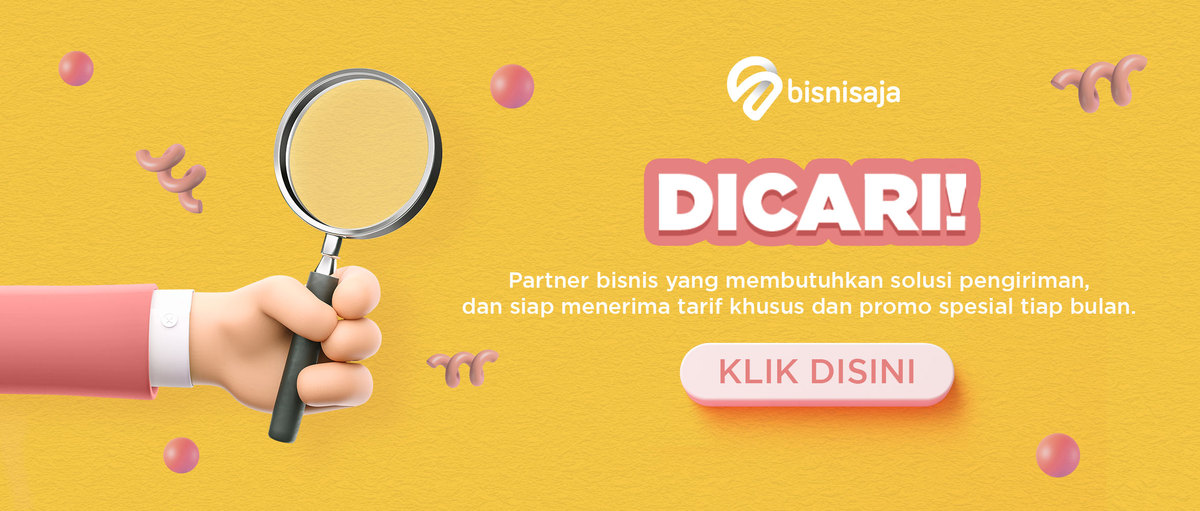 bisnisaja
DICARI!
Partner bisnis yang membutuhkan solusi pengiriman,
dan siap menerima tarif khusus dan promo spesial tiap bulan.
KLIK DISINI